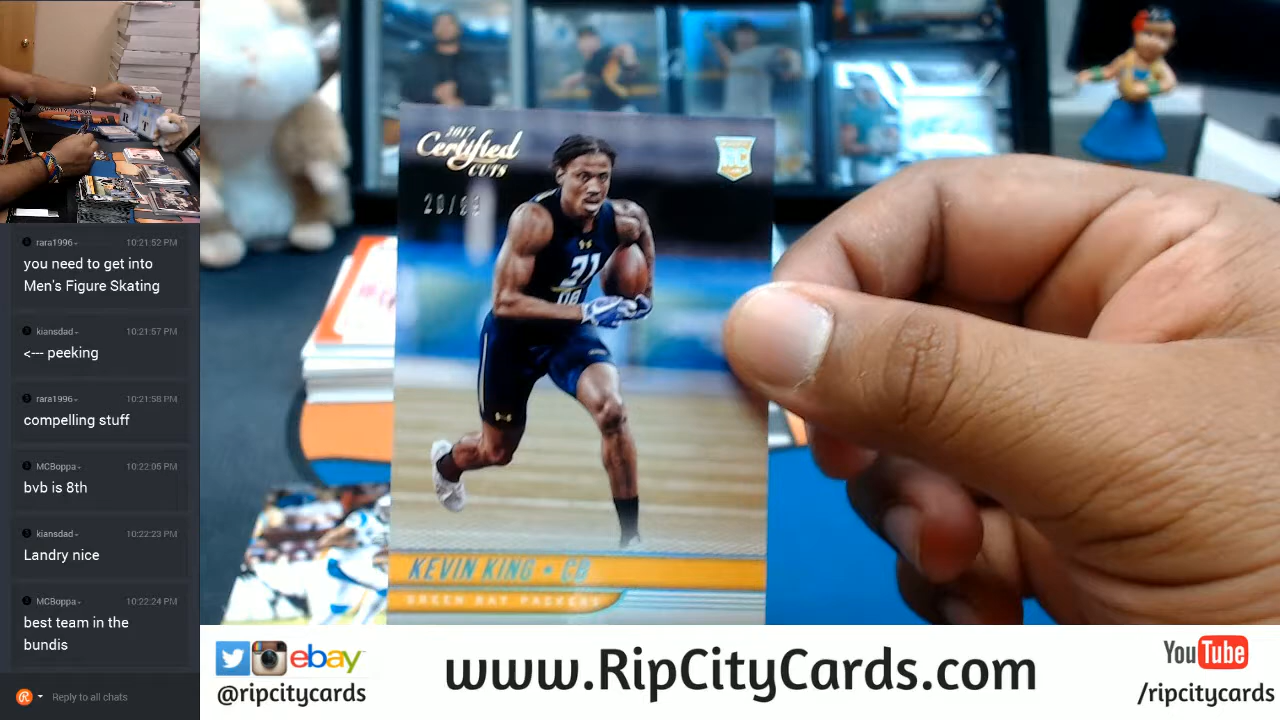 rara1996 10:21:52 PM
you need to get into
Men's Figure Skating
kiansdad 10:21:57 PM
<--- peeking
rara1996 10:21:58 PM
compelling stuff
MCBoppa 10:22:05 PM
bvb is 8th
kiansdad 10:22:23 PM
Landry nice
MCBoppa 10:22:24 PM
best team in the
bundis
Reply to all chats
2017
Certified
CUTS
RC
31
DB
KEVIN KING • CB
GREEN BAY PACKERS
ebay
@ripcitycards
www.RipCityCards.com
YouTube
/ripcitycards